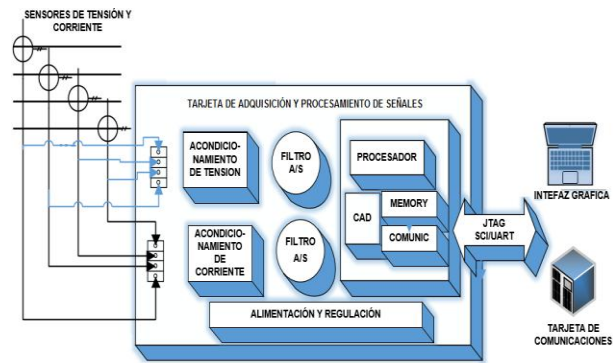 SENSORES DE TENSIÓN Y
CORRIENTE
TARJETA DE ADQUISICIÓN Y PROCESAMIENTO DE SEÑALES
ACONDICIO-
NAMIENTO
DE TENSION
FILTRO
A/S
PROCESADOR
CAD
MEMORY
COMUNIC
ACONDICIO-
NAMIENTO
DE CORRIENTE
FILTRO
A/S
ALIMENTACIÓN Y REGULACIÓN
JTAG
SCI/UART
INTEFAZ GRÁFICA
TARJETA DE
COMUNICACIONES